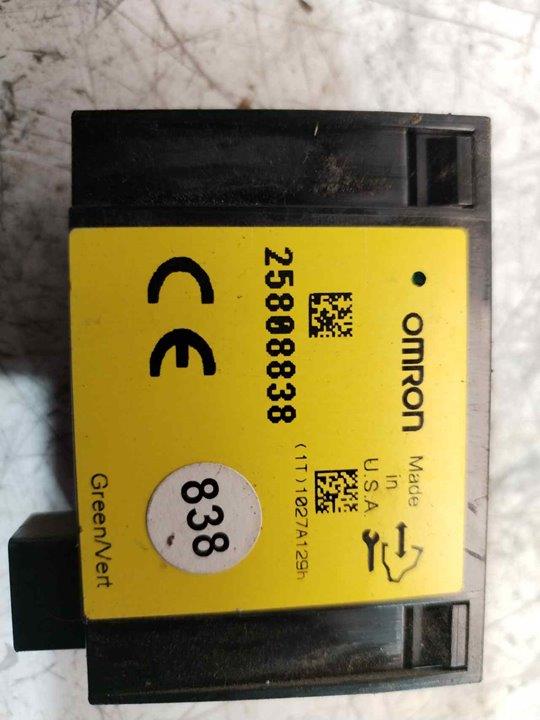 OMRON
Made
in
U.S.A.
25808838
(1T)1027A129h
CE
838
Green/Vert